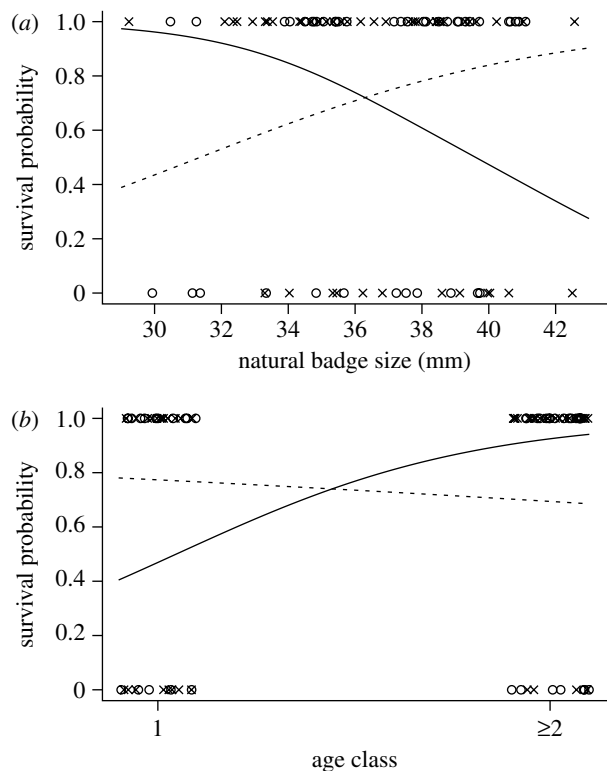 (a)
1.0
0.8
0.6
0.4
0.2
0
survival probability
30 32 34 36 38 40 42
natural badge size (mm)
(b)
1.0
0.8
0.6
0.4
0.2
0
survival probability
1 ≥2
age class